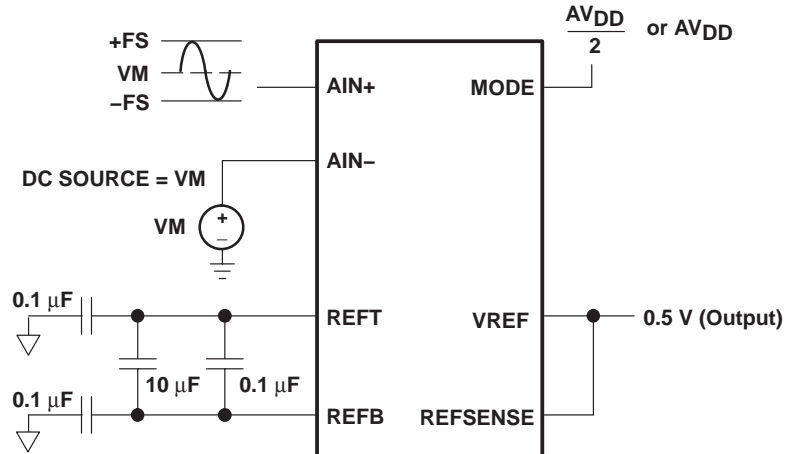 +FS
VM
−FS
AIN+
AIN−
DC SOURCE = VM
VM
+
−
0.1 μF
REFT
10 μF
0.1 μF
0.1 μF
REFB
AVDD
2
or AVDD
MODE
VREF
0.5 V (Output)
REFSENSE